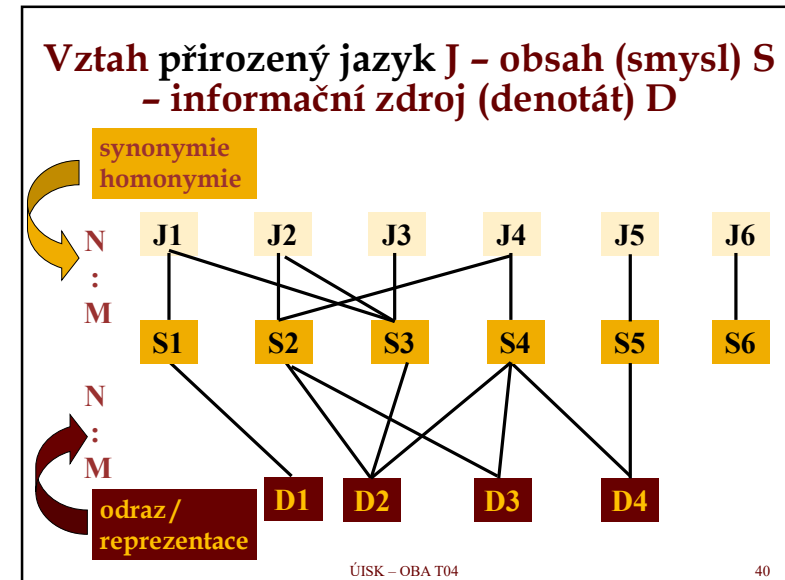 Vztah přirozený jazyk J – obsah (smysl) S
– informační zdroj (denotát) D
synonymie
homonymie
J1 J2 J3 J4 J5 J6
N
:
M
S1 S2 S3 S4 S5 S6
N
:
M
D1 D2 D3 D4
odraz/
reprezentace
ÚISK – OBA T04 40